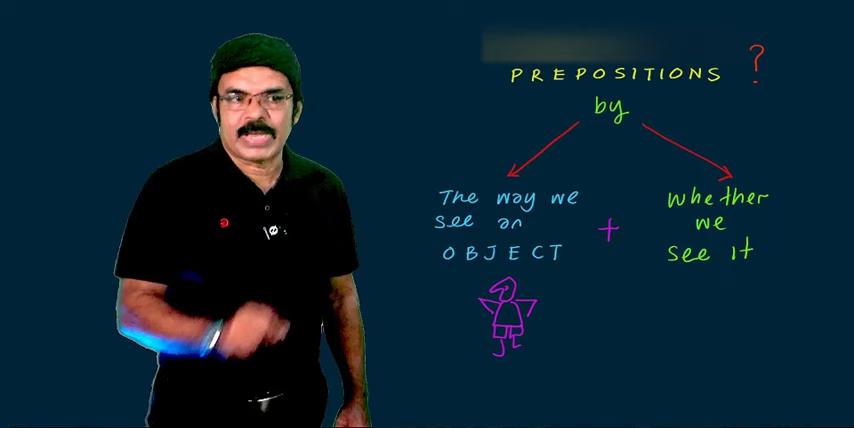 PREPOSITIONS ?
by
The way we
see an
OBJECT
+
whether
we
see it